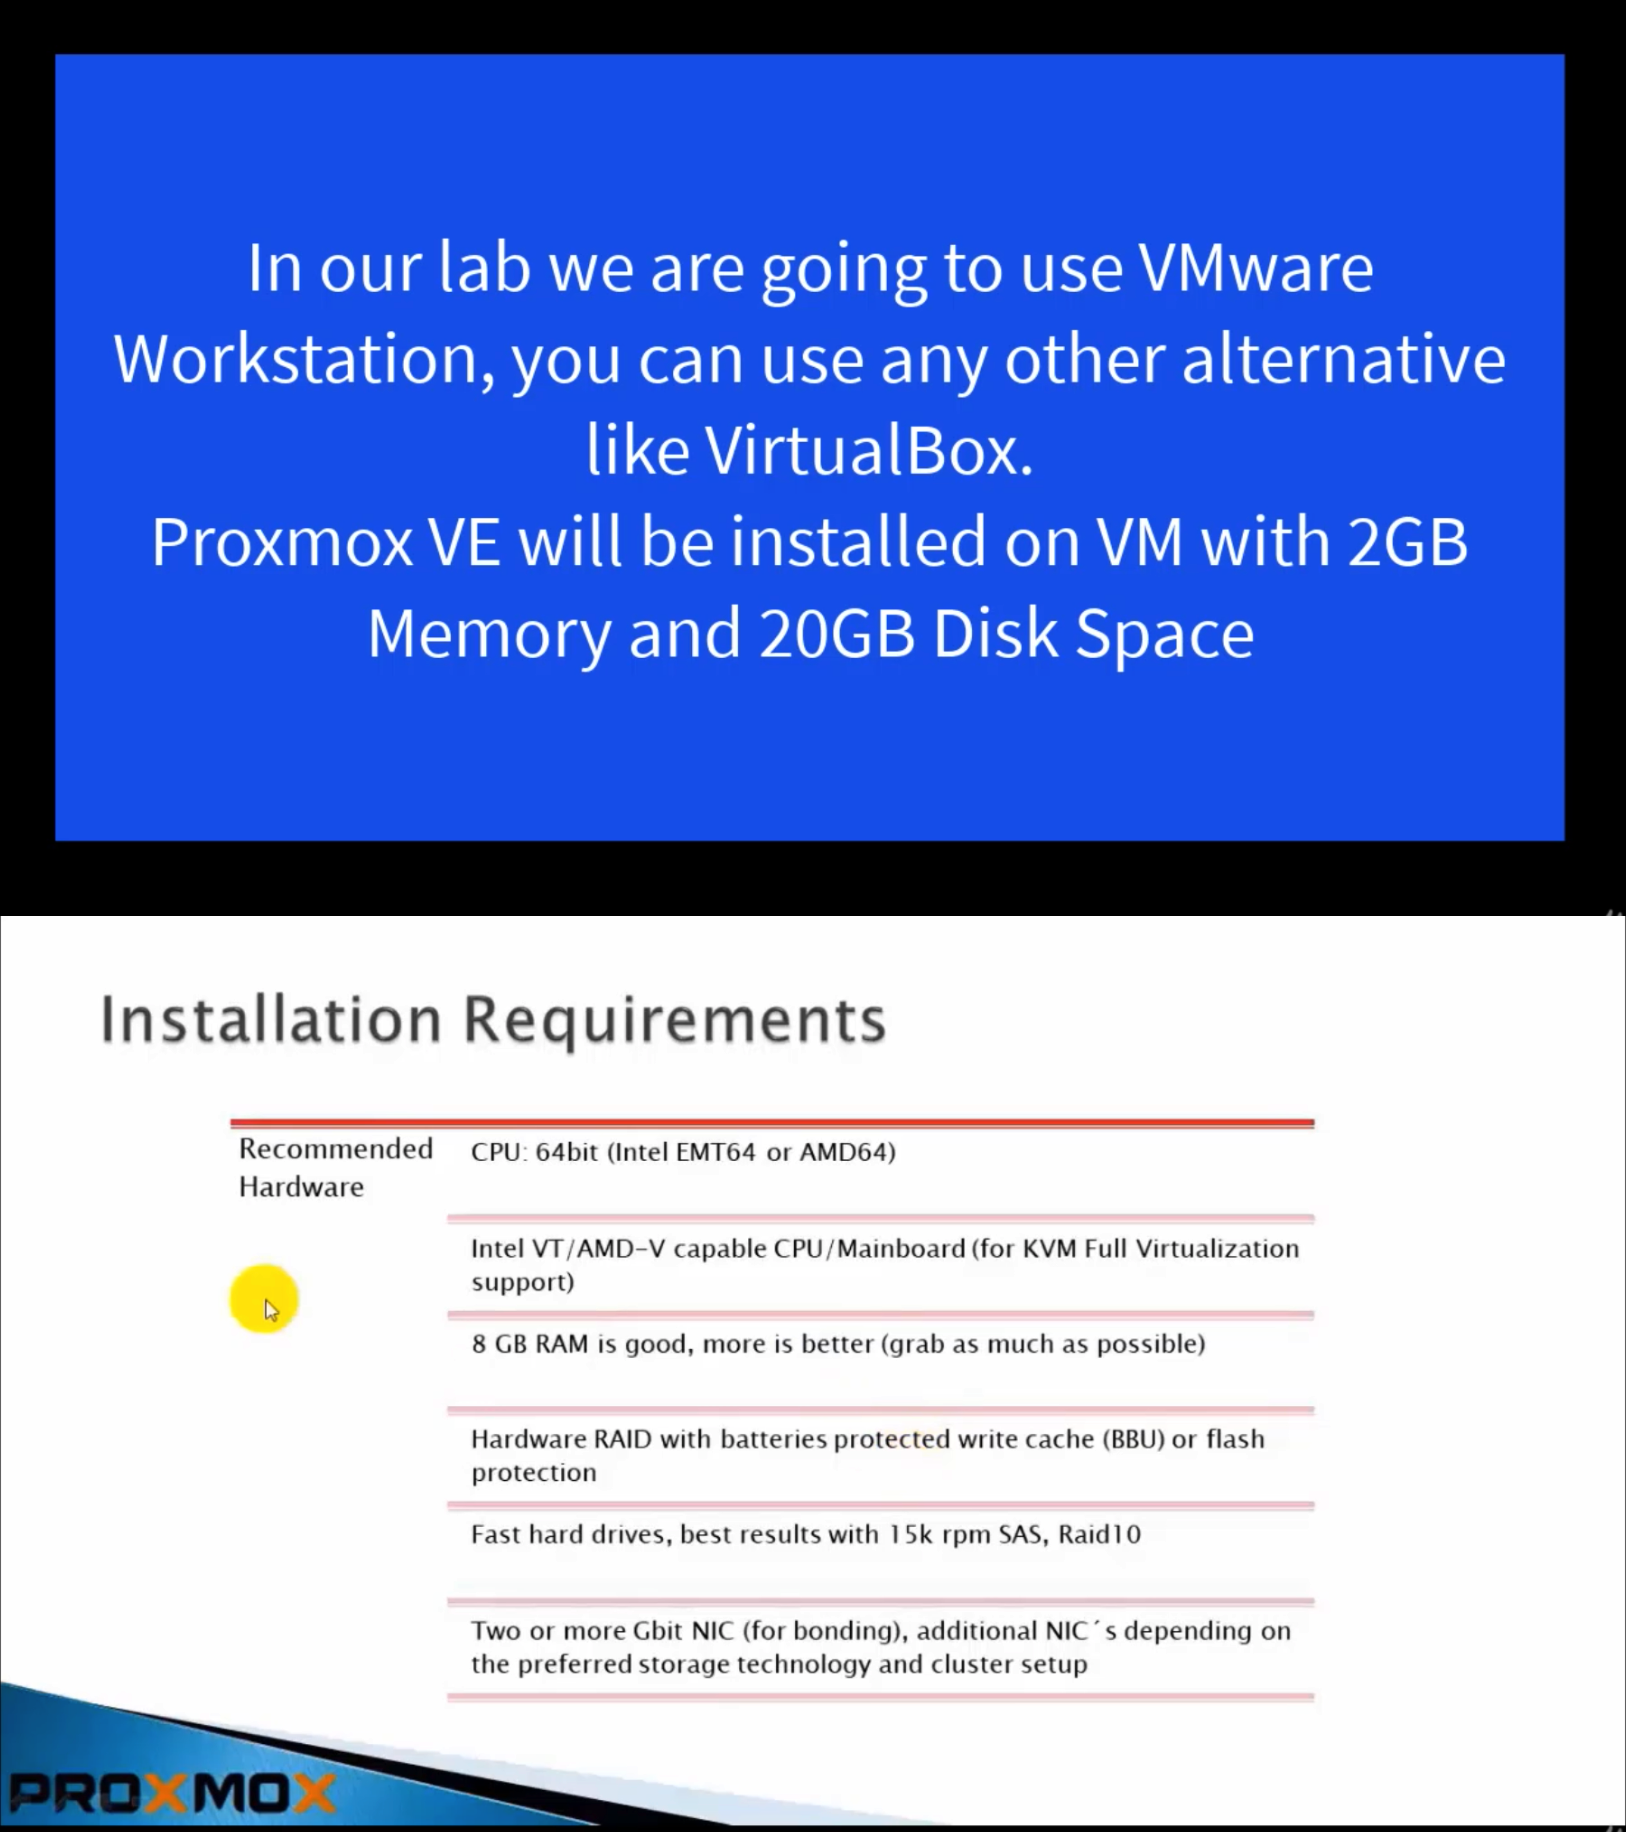 In our lab we are going to use VMware
Workstation, you can use any other alternative
like VirtualBox.
Proxmox VE will be installed on VM with 2GB
Memory and 20GB Disk Space
Installation Requirements
Recommended
Hardware
CPU: 64bit (Intel EMT64 or AMD64)
Intel VT/AMD-V capable CPU/Mainboard (for KVM Full Virtualization
support)
8 GB RAM is good, more is better (grab as much as possible)
Hardware RAID with batteries protected write cache (BBU) or flash
protection
Fast hard drives, best results with 15k rpm SAS, Raid10
Two or more Gbit NIC (for bonding), additional NIC´s depending on
the preferred storage technology and cluster setup
PROXMOX